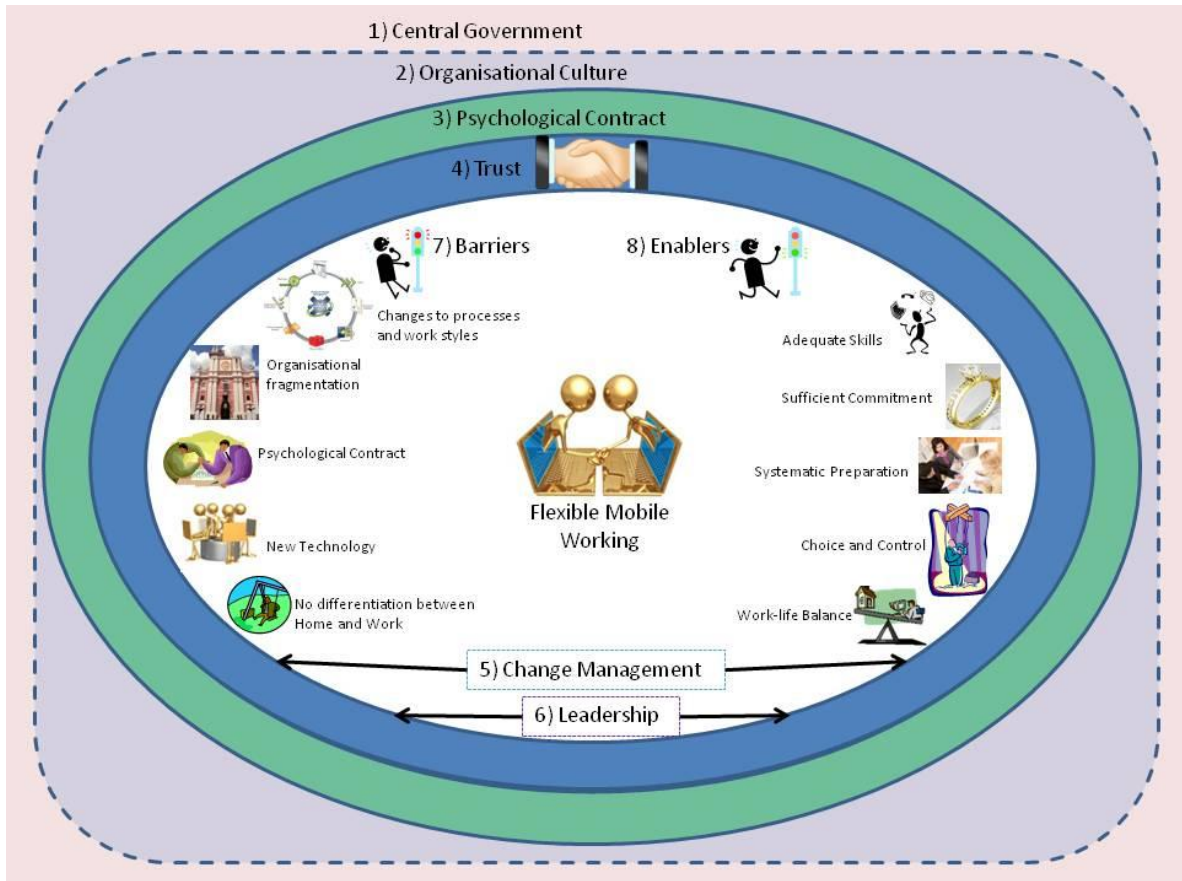 1) Central Government
2) Organisational Culture
3) Psychological Contract
4) Trust
7) Barriers
8) Enablers
Changes to processes
and work styles
Organisational
fragmentation
Psychological Contract
New Technology
No differentiation between
Home and Work
Flexible Mobile
Working
Adequate Skills
Sufficient Commitment
Systematic Preparation
Choice and Control
Work-life Balance
5) Change Management
6) Leadership